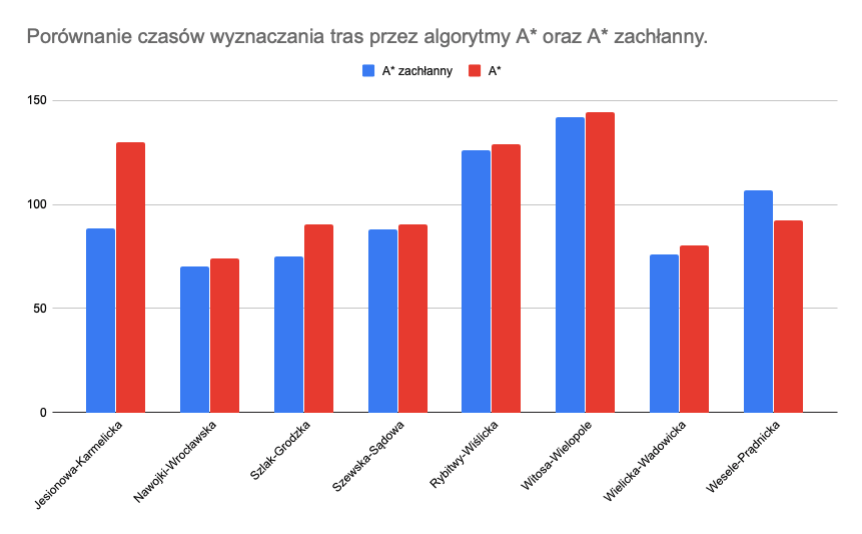 Porównanie czasów wyznaczania tras przez algorytmy A* oraz A* zachłanny.
A* zachłanny
A*
150
100
50
0
Jesionowa-Karmelicka
Nawojki-Wrocławska
Szlak-Grodzka
Szewska-Sądowa
Rybitwy-Wiślicka
Witosa-Wielopole
Wielicka-Wadowicka
Wesele-Prądnicka